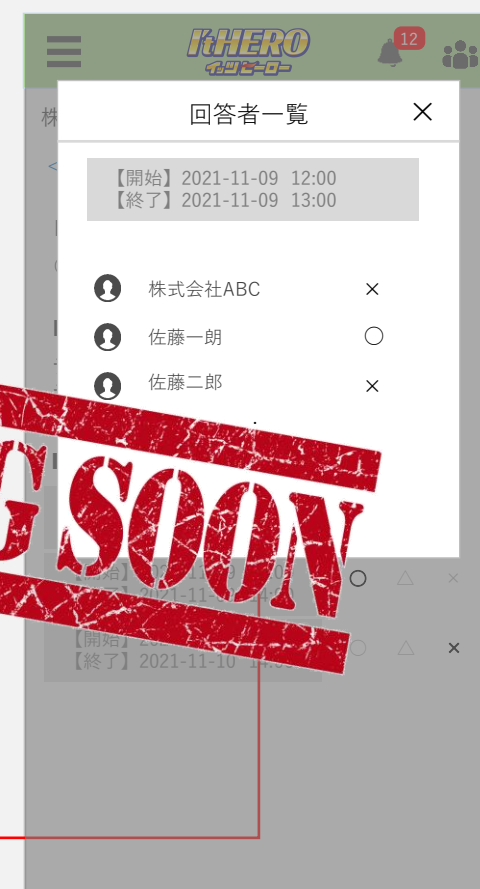 I'tHERO
イッツヒーロー
12
株
回答者一覧
×
<
【開始】2021-11-09 12:00
【終了】2021-11-09 13:00
株式会社ABC ×
佐藤一朗 ○
佐藤二郎 ×
G SOON
○ △ ×
【開始】
○ △ ×
【終了】2021-11-10